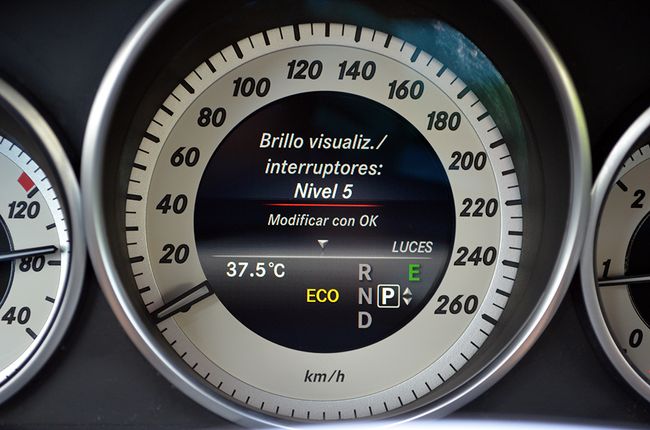 20
40
60
80
100
120
140
160
180
200
220
240
260
km/h
Brillo visualiz./
interruptores:
Nivel 5
Modificar con OK
LUCES
37.5°C
R
E
ECO
N
P
D
120
80
40
2
1
0